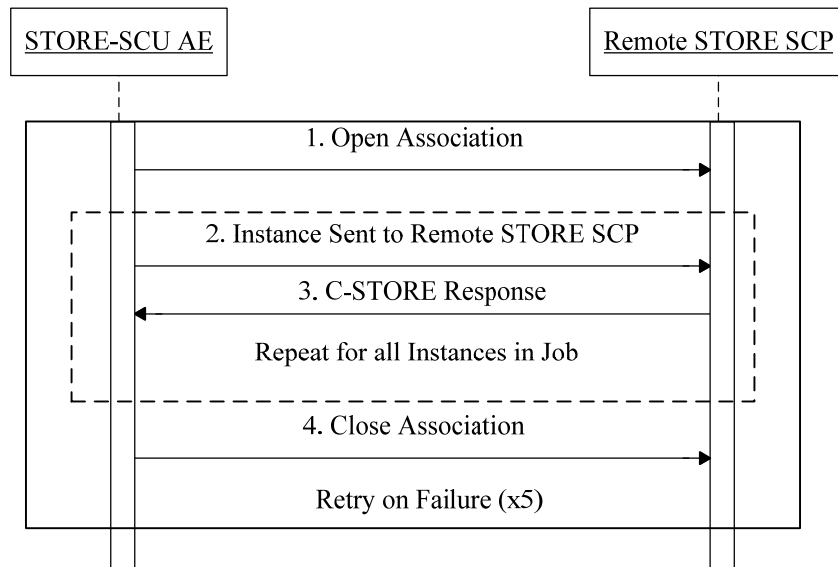 STORE-SCU AE
Remote STORE SCP
1. Open Association
2. Instance Sent to Remote STORE SCP
3. C-STORE Response
Repeat for all Instances in Job
4. Close Association
Retry on Failure (x5)